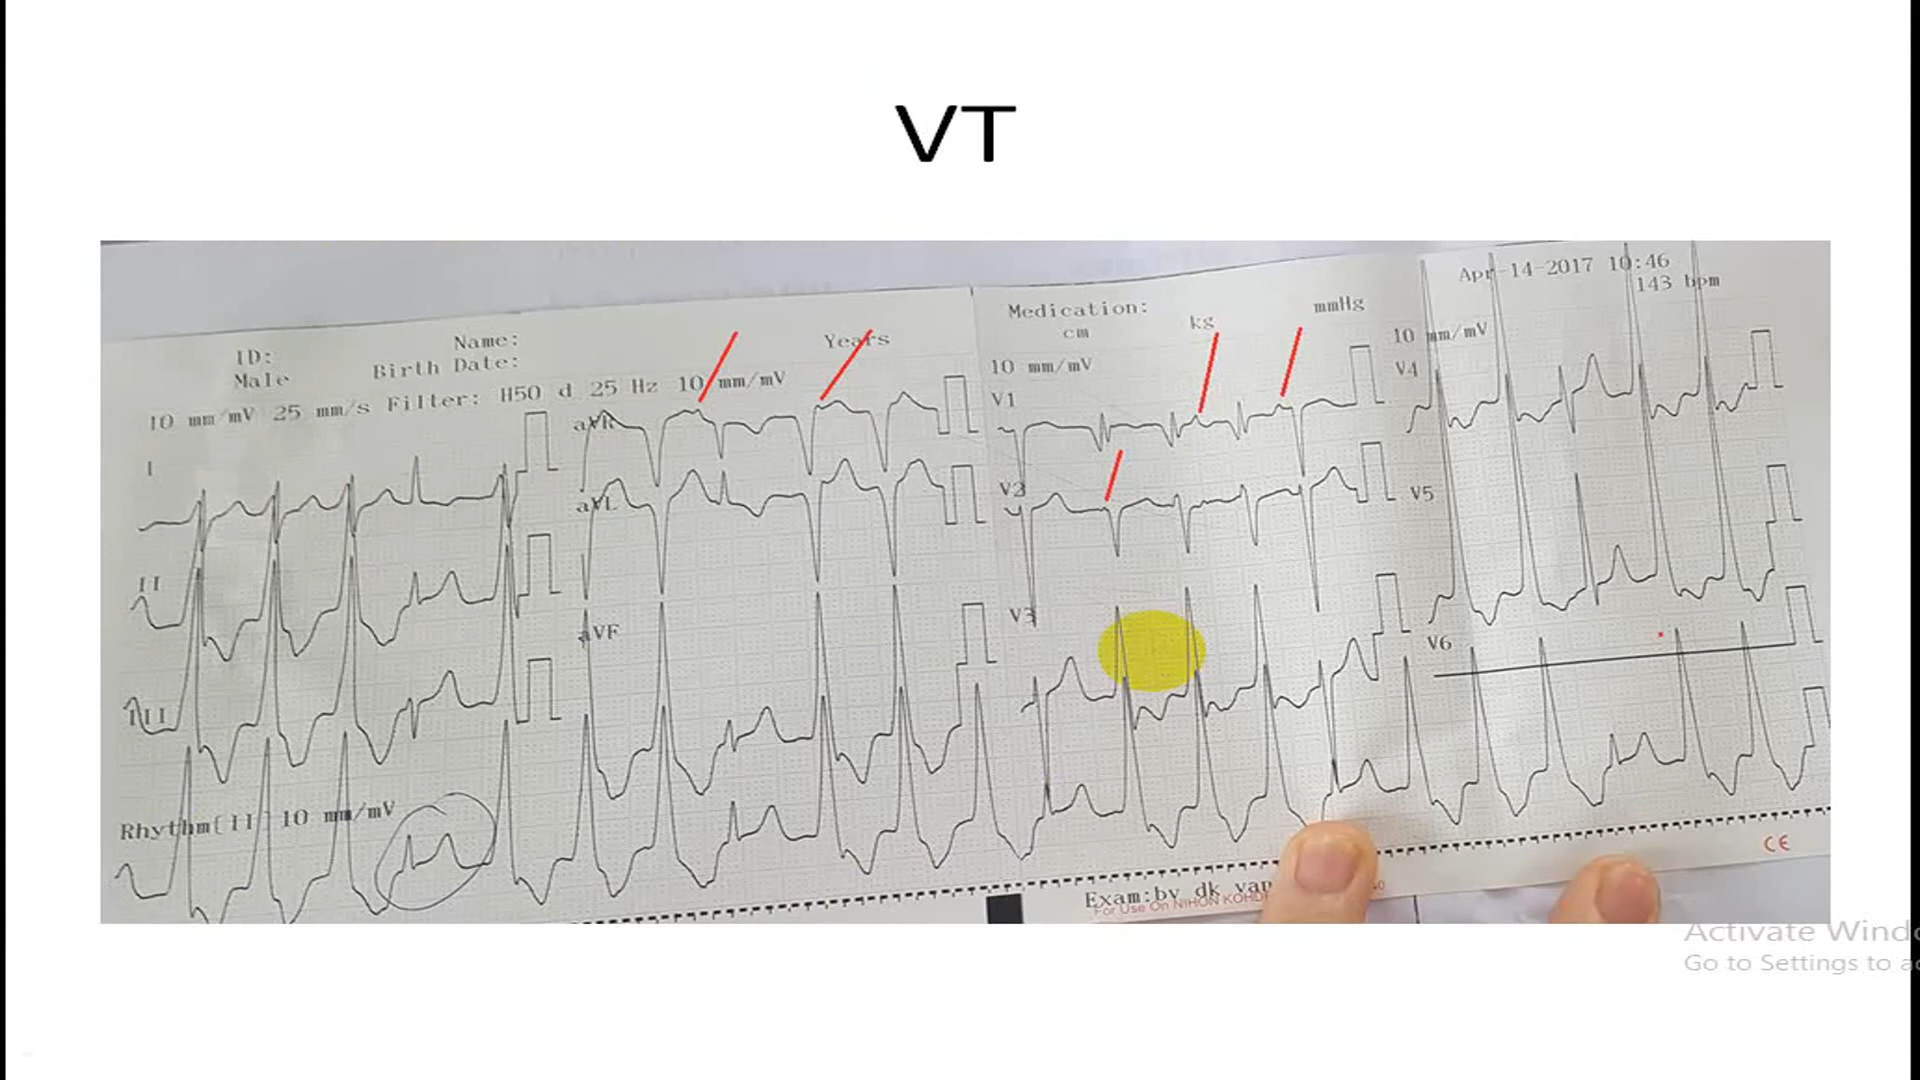 VT
Apr-14-2017 10:46
143 bpm
Medication:
cm kg mmHg
Name:
Years
ID:
Male Birth Date:
10 mm/mV 25 mm/s Filter: H50 d 25 Hz 10 mm/mV
10 mm/mV
10 mm/mV
I
aVR
V1
V4
II
aVL
V2
V5
III
aVF
V3
V6
Rhythm[II] 10 mm/mV
Exam:by dk
For Use On NIHON
CE
Activate Wind
Go to Settings to a